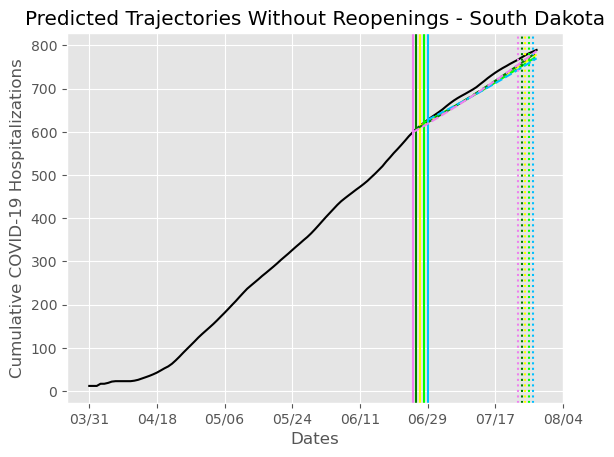 Predicted Trajectories Without Reopenings - South Dakota
Cumulative COVID-19 Hospitalizations
800
700
600
500
400
300
200
100
0
03/31 04/18 05/06 05/24 06/11 06/29 07/17 08/04
Dates